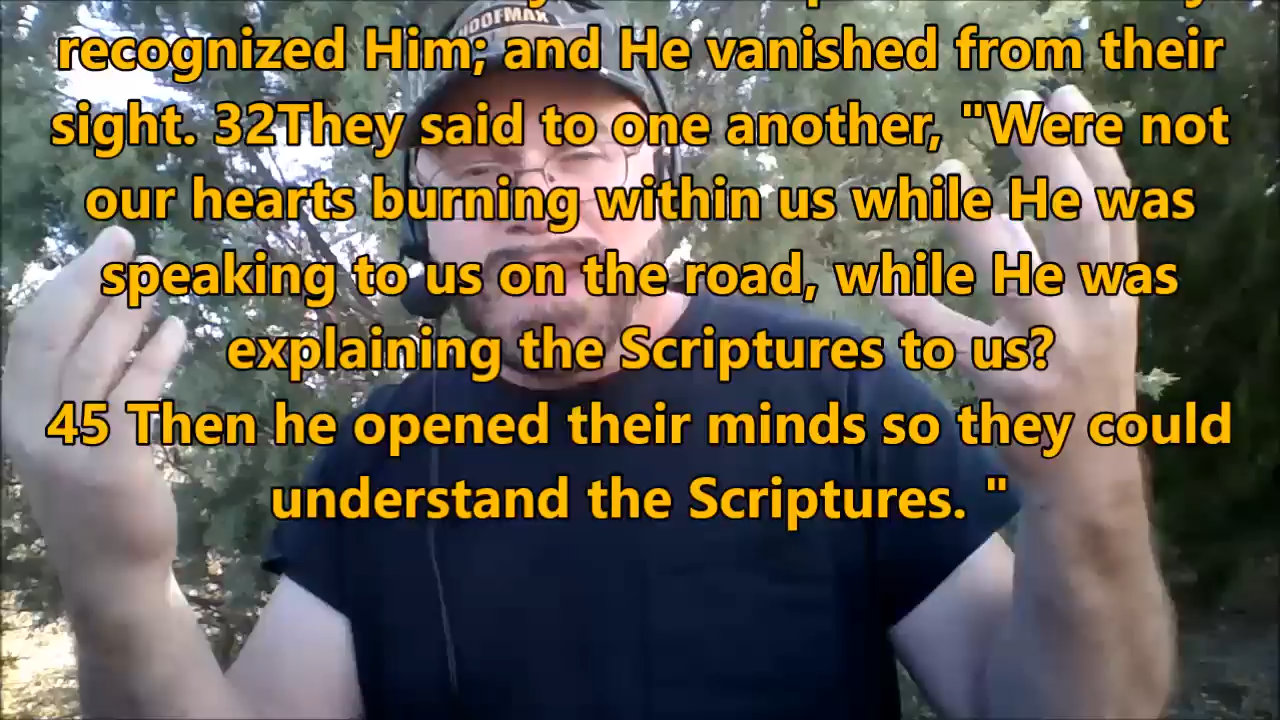 OOFMAX
recognized Him; and He vanished from their
sight. 32They said to one another, "Were not
our hearts burning within us while He was
speaking to us on the road, while He was
explaining the Scriptures to us?
45 Then he opened their minds so they could
understand the Scriptures. "